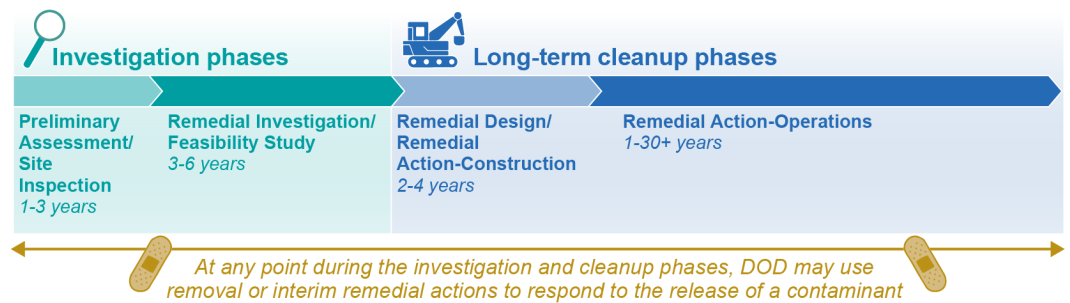 Investigation phases
Long-term cleanup phases
Preliminary
Assessment/
Site
Inspection
1-3 years
Remedial Investigation/
Feasibility Study
3-6 years
Remedial Design/
Remedial
Action-Construction
2-4 years
Remedial Action-Operations
1-30+ years
At any point during the investigation and cleanup phases, DOD may use
removal or interim remedial actions to respond to the release of a contaminant